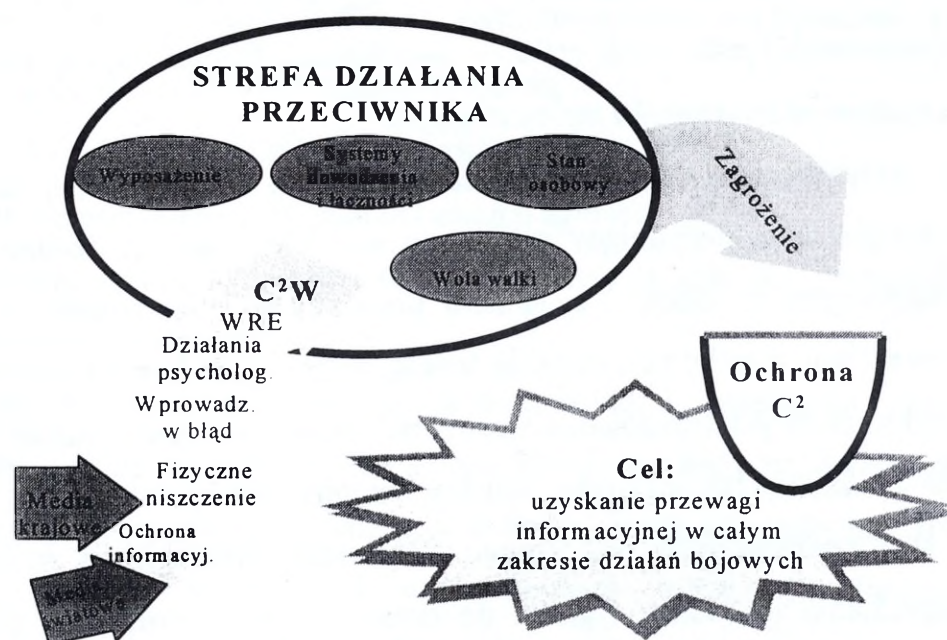 STREFA DZIAŁANIA
PRZECIWNIKA
Wyposażenie
Systemy
dowodzenia
i łączności
Stan
osobowy
Wola walki
Zagrożenie
C²W
WRE
Działania
psycholog.
Wprowadz.
w błąd
Fizyczne
niszczenie
Ochrona
informacyj.
Media
krajowe
Media
światowe
Ochrona
C²
Cel:
uzyskanie przewagi
informacyjnej w całym
zakresie działań bojowych